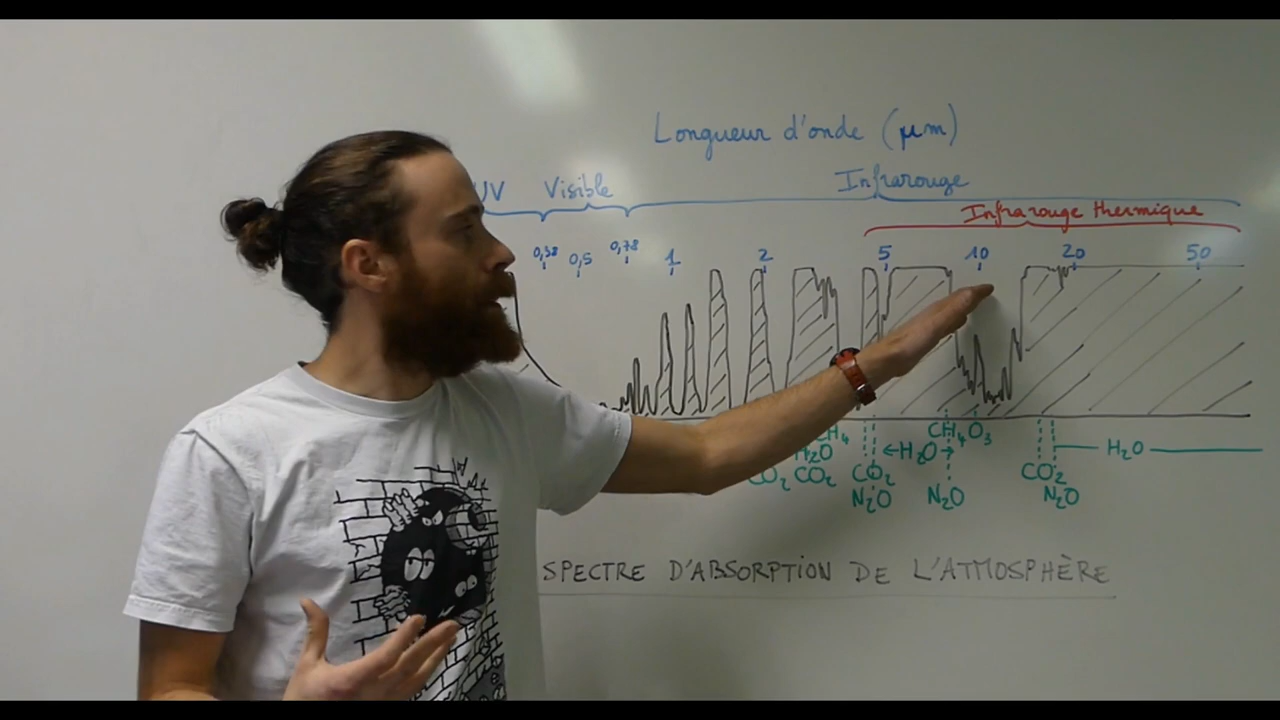 Longueur d'onde (µm)
UV Visible Infrarouge
Infrarouge thermique
0,38 0,5 0,78 1 2 5 10 20 50
CH4 CH4 O3
H2O ←H2O→ H2O
CO2 CO2 CO2 CO2
N2O N2O N2O
SPECTRE D'ABSORPTION DE L'ATMOSPHÈRE